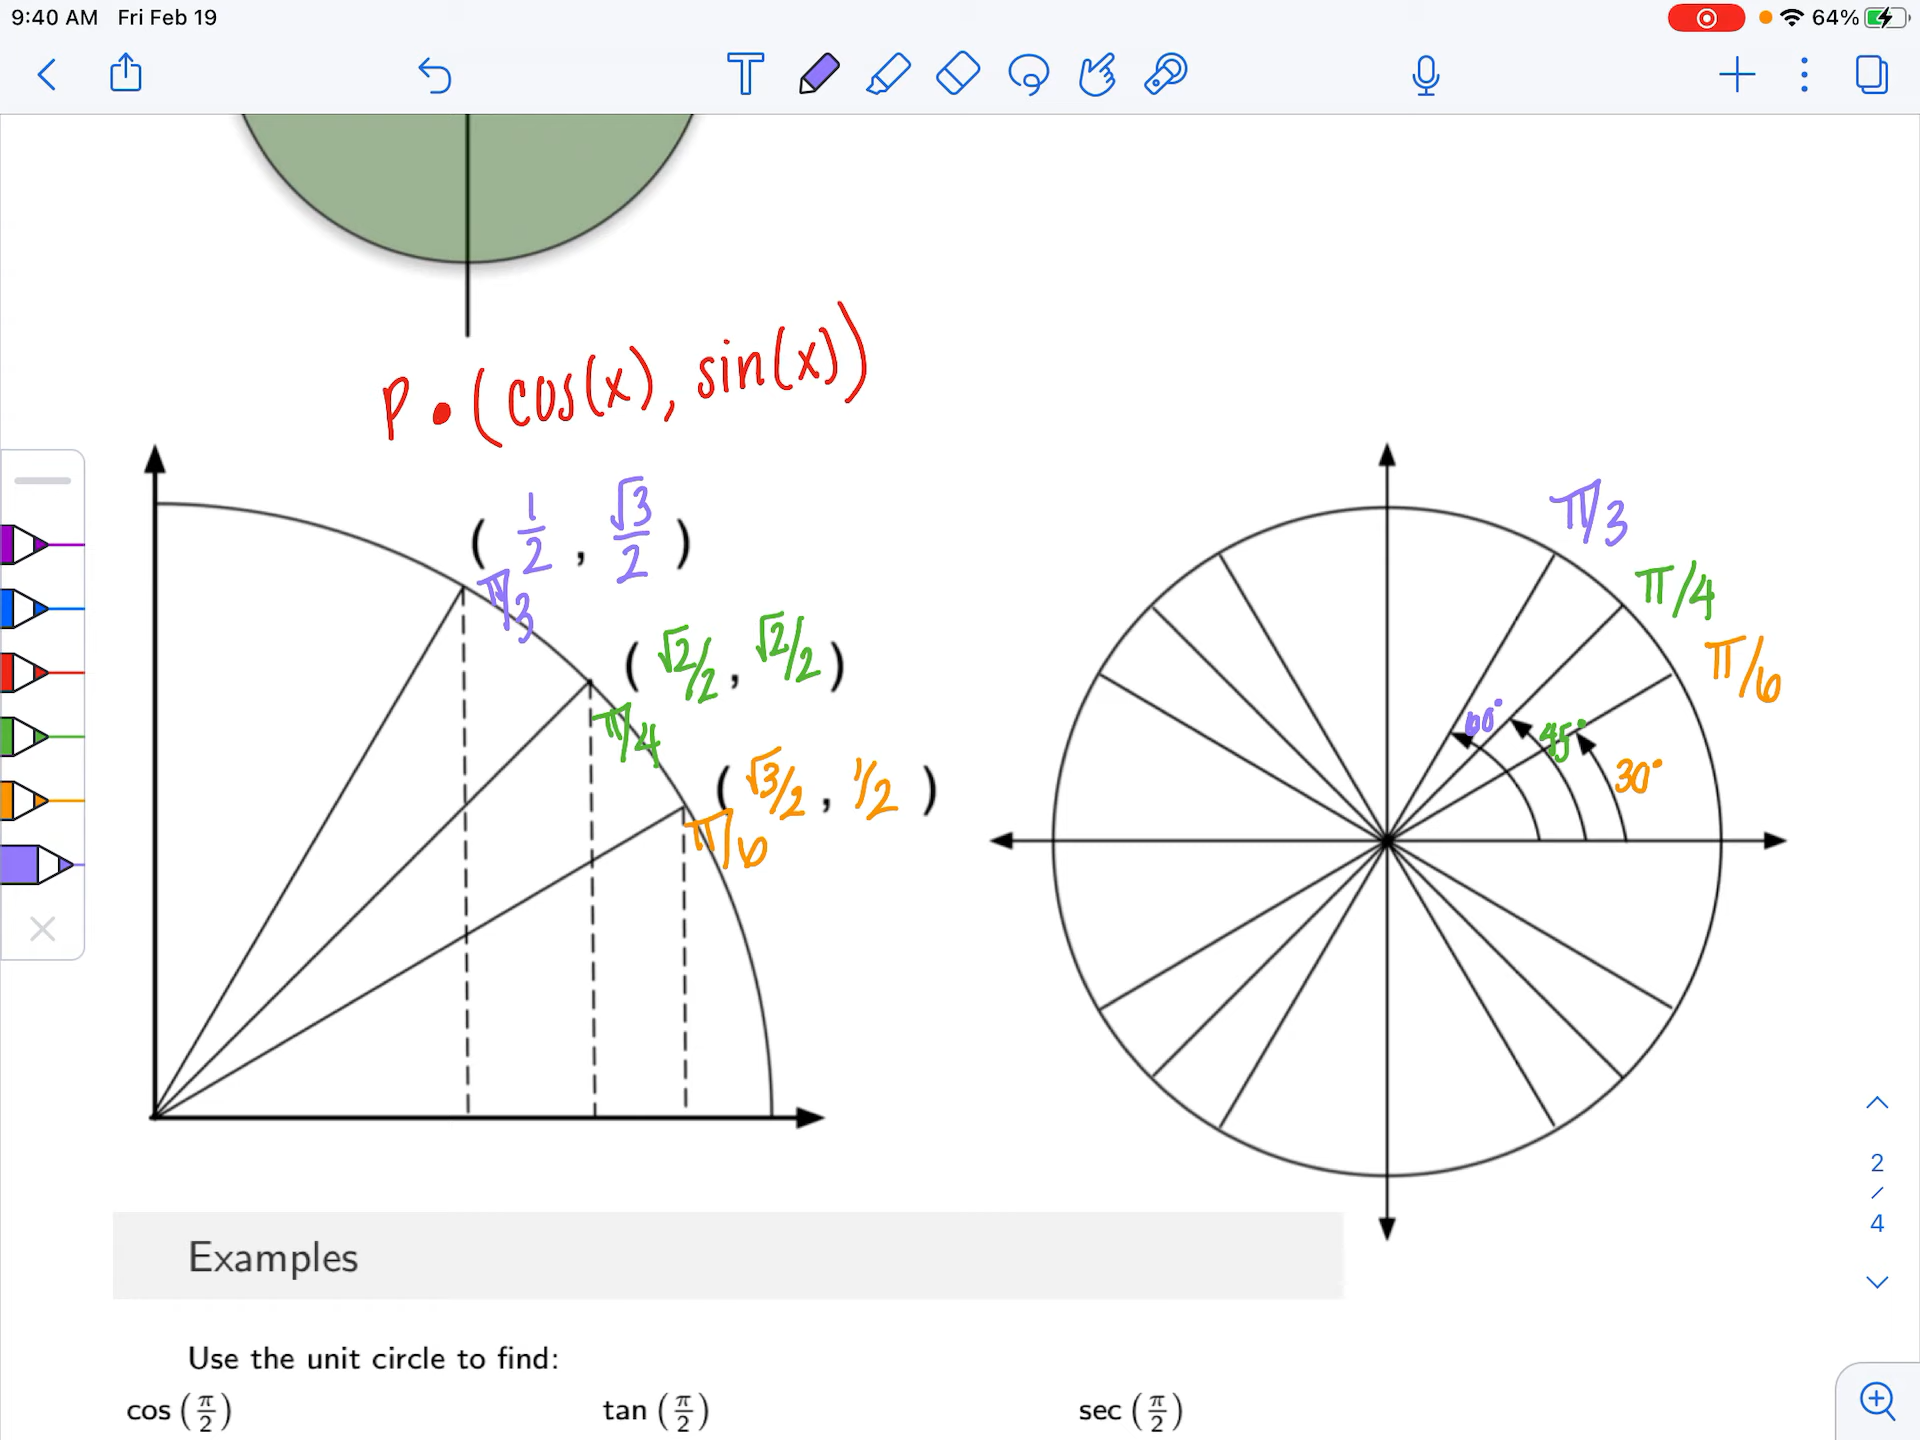 9:40 AM Fri Feb 19 64%
P • (cos(x), sin(x))
(1/2, √3/2)
π/3
(√2/2, √2/2)
π/4
(√3/2, 1/2)
π/6
π/3
π/4
π/6
60°
45°
30°
2
/
4
Examples
Use the unit circle to find:
cos (π/2) tan (π/2) sec (π/2)